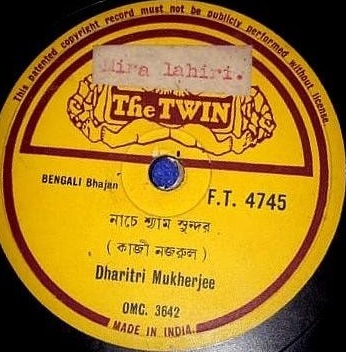 This patented copyright record must not be publicly performed without license.
Mira lahiri.
The TWIN
BENGALI Bhajan
F.T. 4745
নাচে শ্যাম সুন্দর
( কাজী নজরুল )
Dharitri Mukherjee
OMC. 3642
MADE IN INDIA.